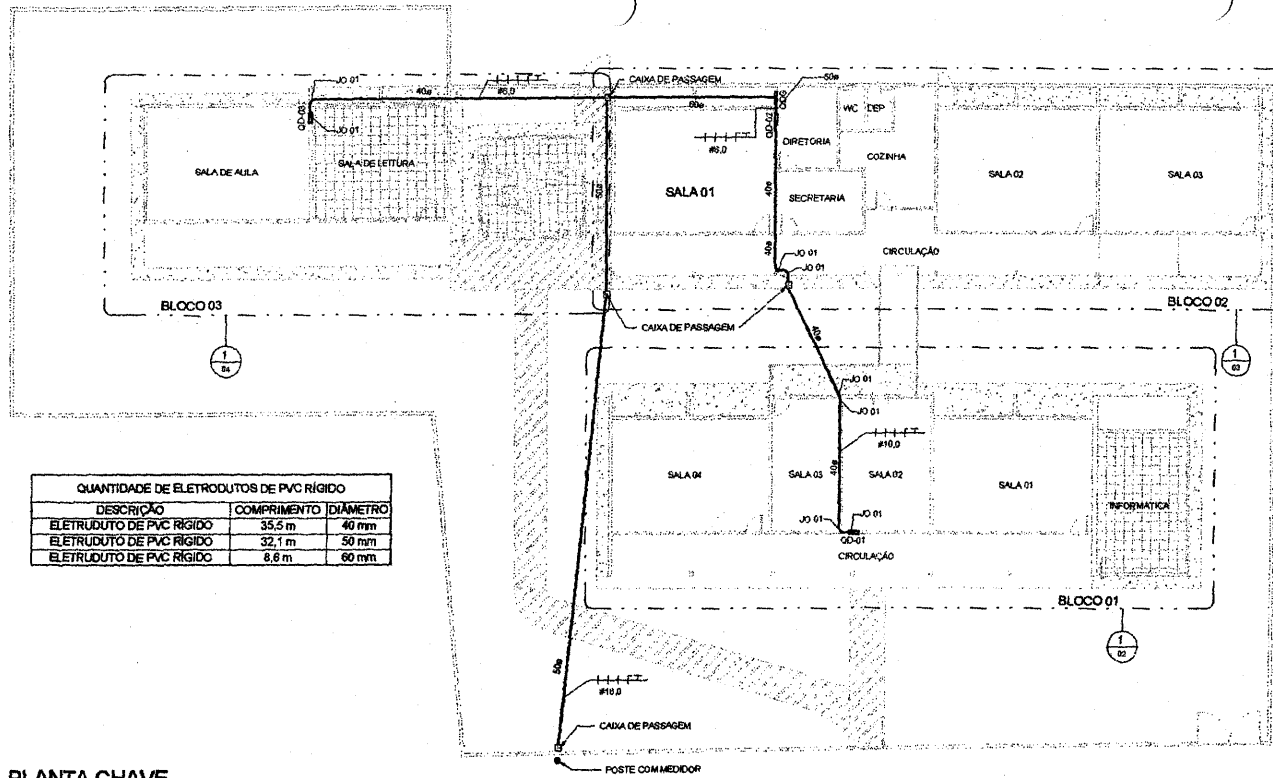 JO 01
40ø
#6,0
CAIXA DE PASSAGEM
60ø
50ø
QD-03
JO 01
QDG
QD-02
#6,0
WC
DEP
DIRETORIA
COZINHA
SALA DE AULA
SALA DE LEITURA
50ø
SALA 01
40ø
SECRETARIA
SALA 02
SALA 03
40ø
JO 01
JO 01
CIRCULAÇÃO
BLOCO 03
1
04
CAIXA DE PASSAGEM
BLOCO 02
1
03
40ø
JO 01
JO 01
#10,0
40ø
SALA 04
SALA 03
SALA 02
SALA 01
INFORMATICA
JO 01
JO 01
QD-01
CIRCULAÇÃO
BLOCO 01
1
02
QUANTIDADE DE ELETRODUTOS DE PVC RÍGIDO
DESCRIÇÃO COMPRIMENTO DIÂMETRO
ELETRUDUTO DE PVC RÍGIDO 35,5 m 40 mm
ELETRUDUTO DE PVC RÍGIDO 32,1 m 50 mm
ELETRUDUTO DE PVC RÍGIDO 8,6 m 60 mm
50ø
#16,0
CAIXA DE PASSAGEM
POSTE COM MEDIDOR
PLANTA CHAVE